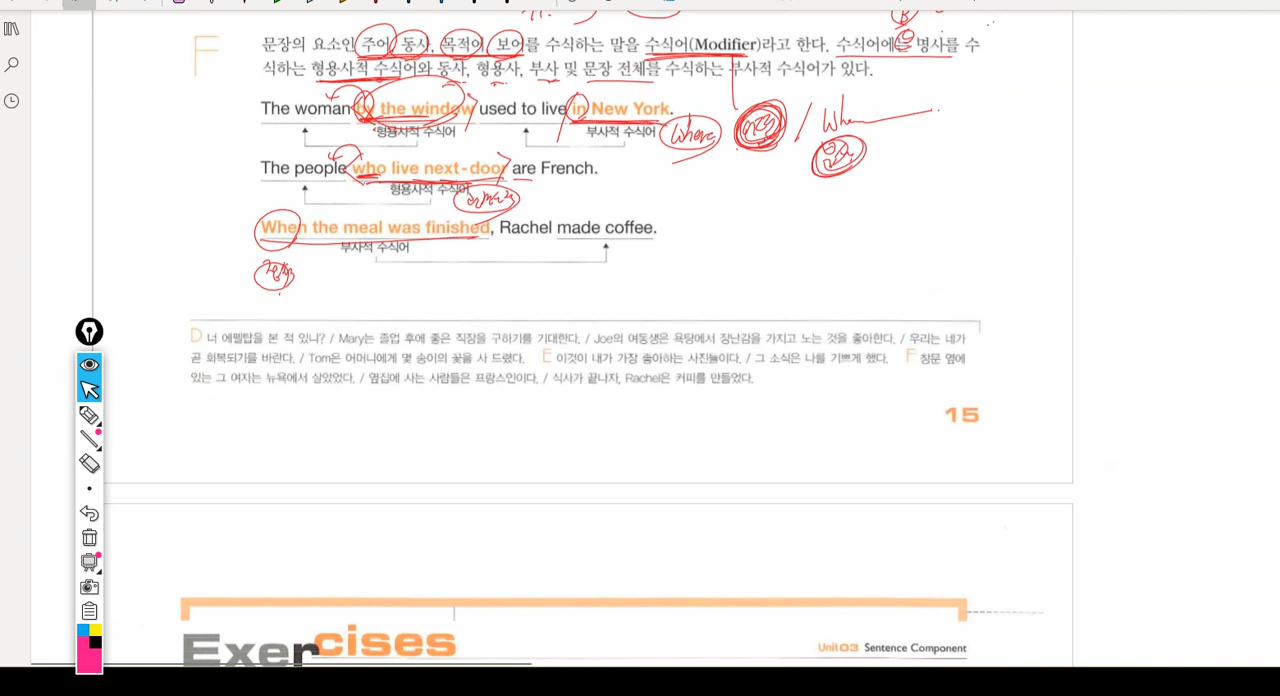 F 문장의 요소인 주어, 동사, 목적어, 보어를 수식하는 말을 수식어(Modifier)라고 한다. 수식어에는 명사를 수
식하는 형용사적 수식어와 동사, 형용사, 부사 및 문장 전체를 수식하는 부사적 수식어가 있다.
The woman by the window used to live in New York.
형용사적 수식어 부사적 수식어 where / When
The people who live next-door are French.
형용사적 수식어
When the meal was finished, Rachel made coffee.
부사적 수식어
D 너 에펠탑을 본 적 있니? / Mary는 졸업 후에 좋은 직장을 구하기를 기대한다. / Joe의 여동생은 욕탕에서 장난감을 가지고 노는 것을 좋아한다. / 우리는 네가
곧 회복되기를 바란다. / Tom은 어머니에게 몇 송이의 꽃을 사 드렸다. E 이것이 내가 가장 좋아하는 사진들이다. / 그 소식은 나를 기쁘게 했다. F 창문 옆에
있는 그 여자는 뉴욕에서 살았었다. / 옆집에 사는 사람들은 프랑스인이다. / 식사가 끝나자, Rachel은 커피를 만들었다.
15
Exercises
Unit 03 Sentence Component